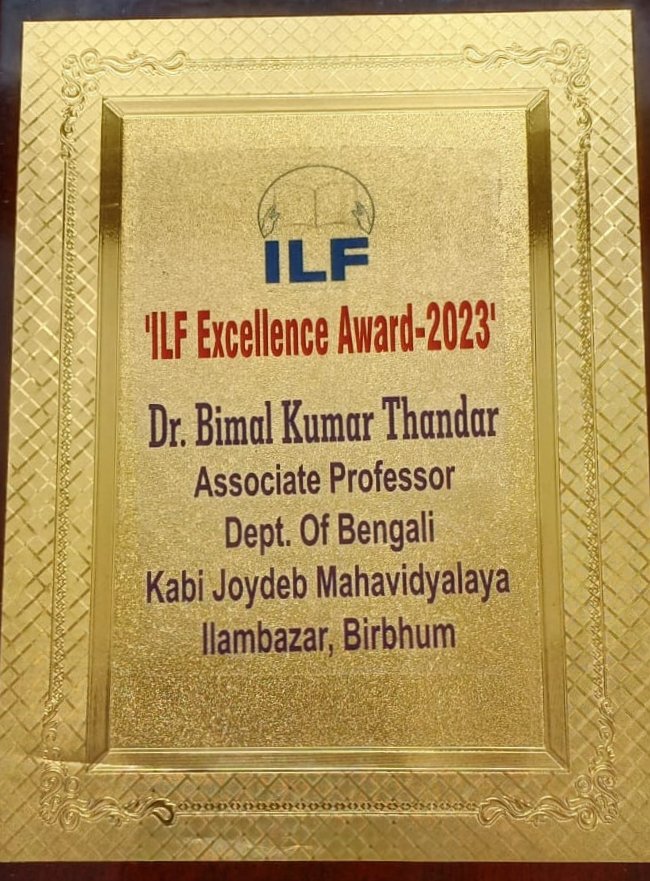 ILF
'ILF Excellence Award-2023'
Dr. Bimal Kumar Thandar
Associate Professor
Dept. Of Bengali
Kabi Joydeb Mahavidyalaya
Ilambazar, Birbhum